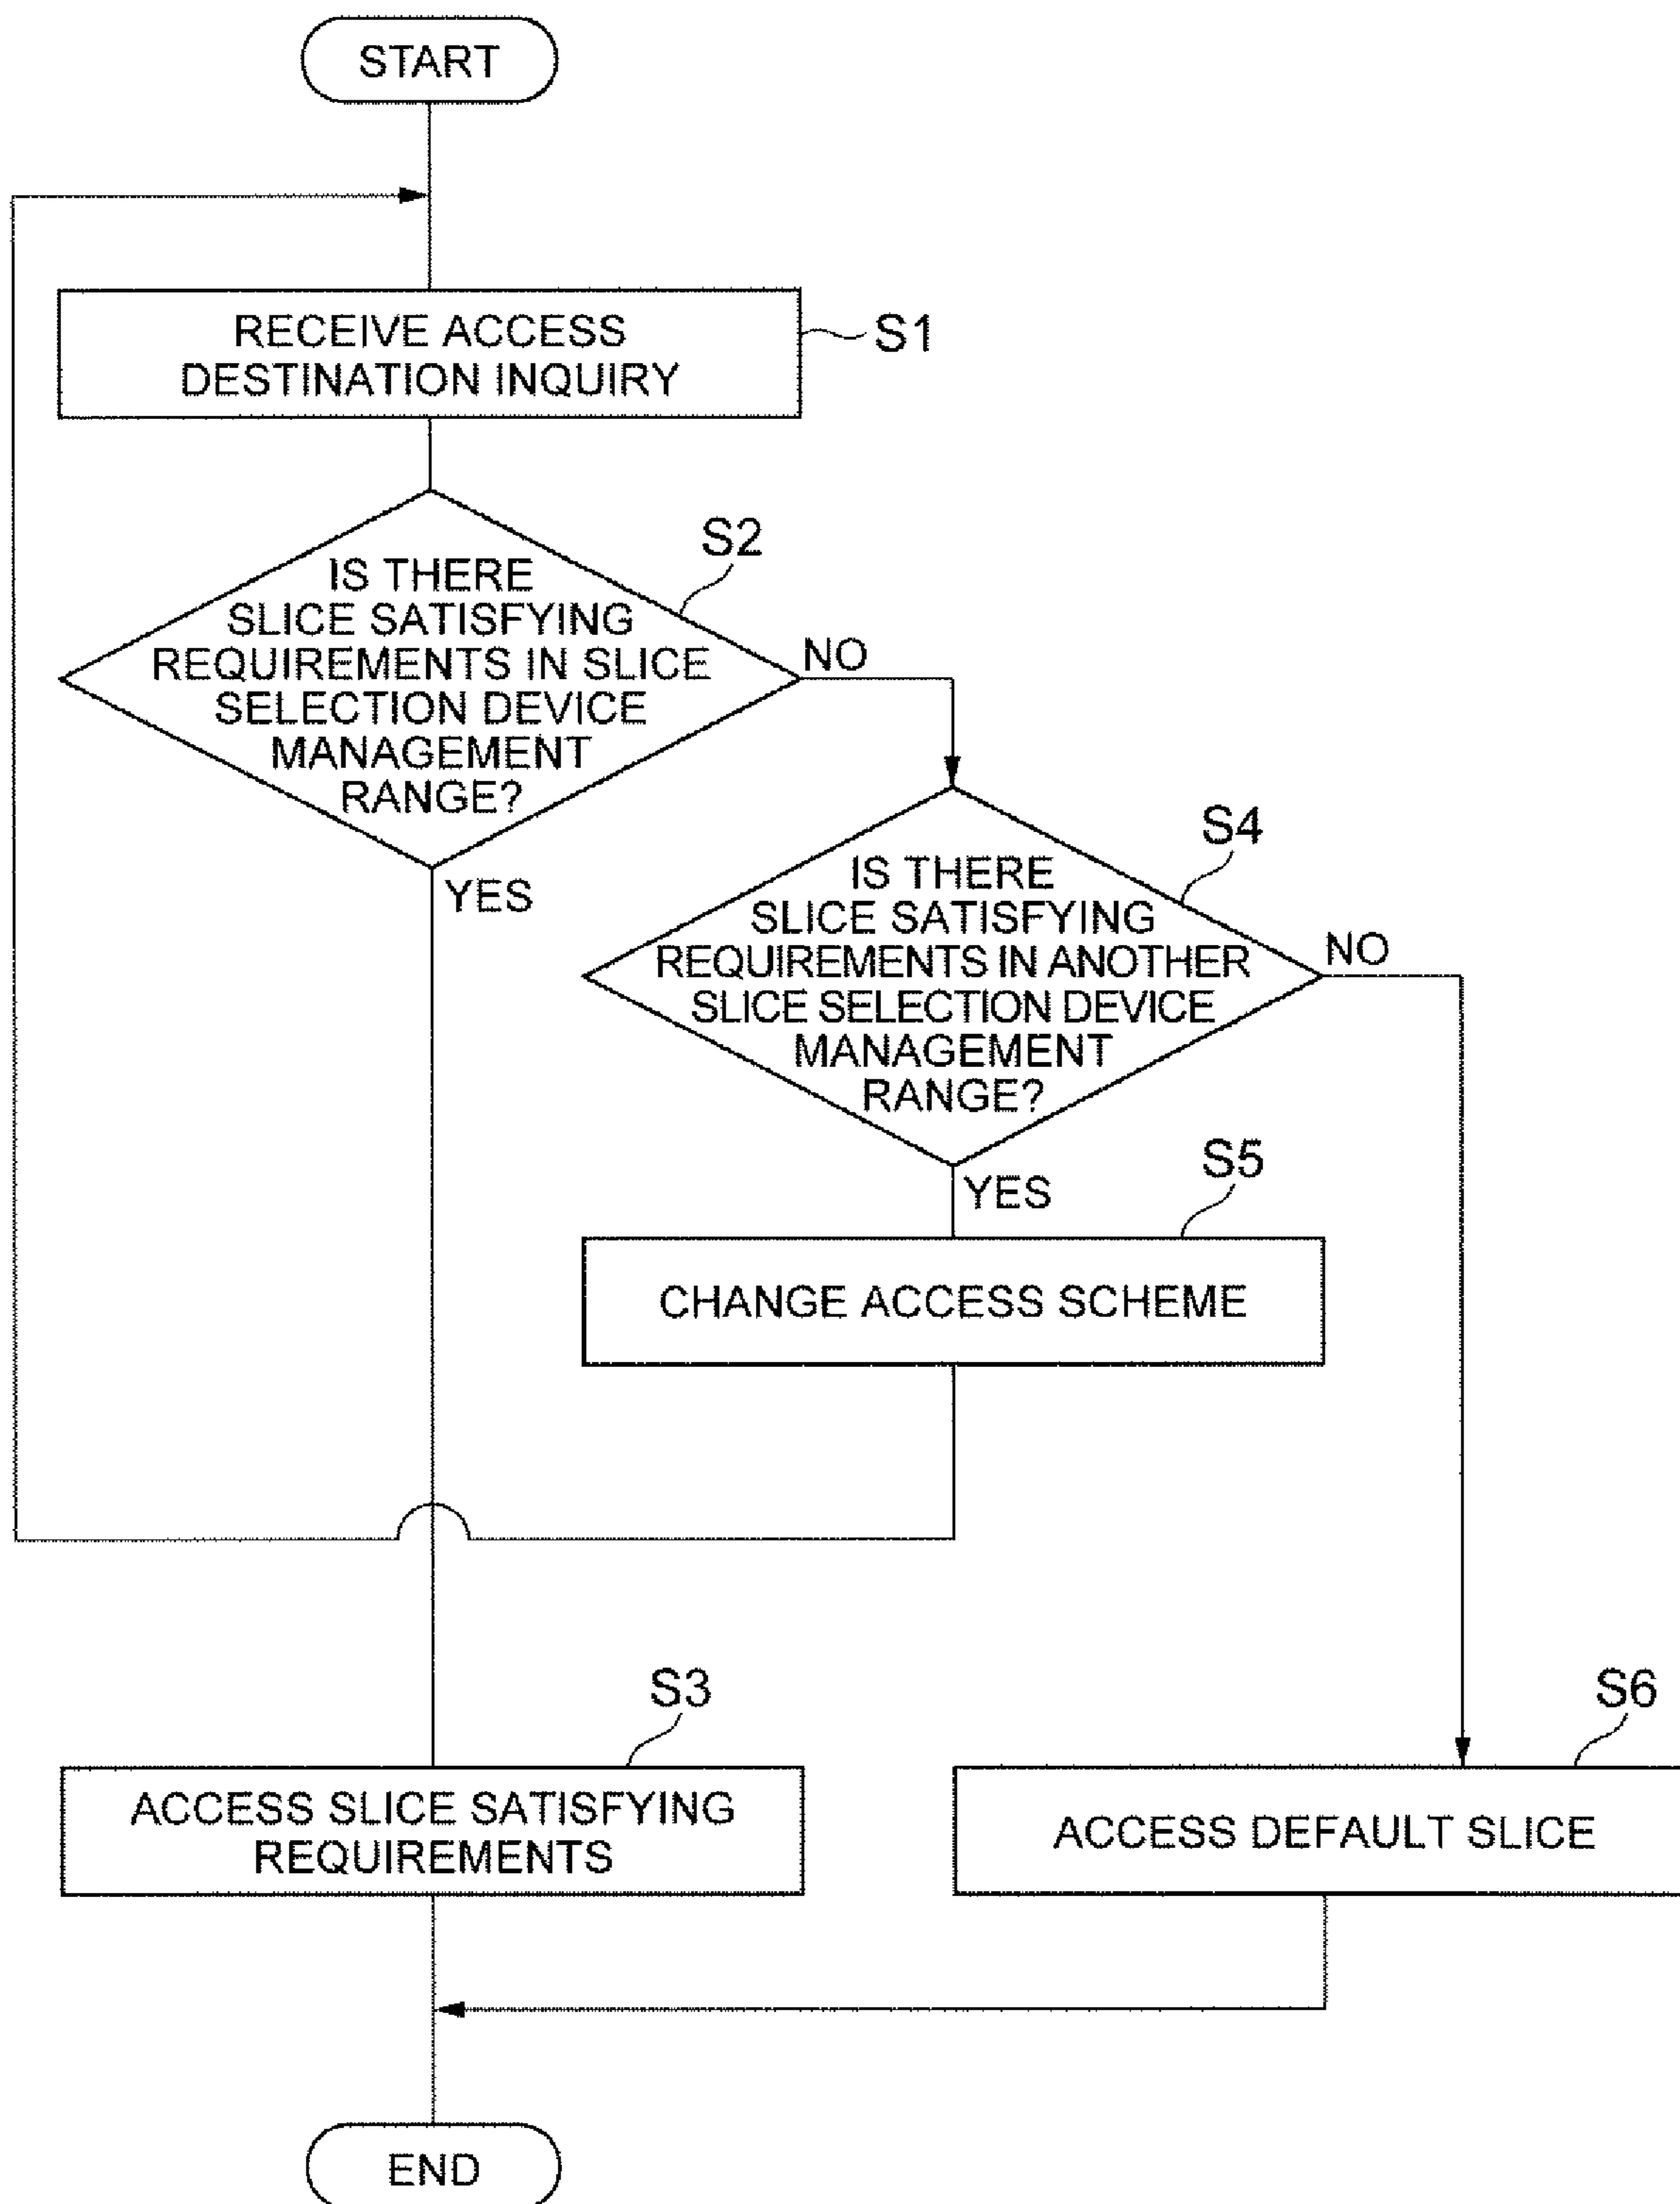 START
RECEIVE ACCESS
DESTINATION INQUIRY
S1
S2
IS THERE
SLICE SATISFYING
REQUIREMENTS IN SLICE
SELECTION DEVICE
MANAGEMENT
RANGE?
NO
YES
S4
IS THERE
SLICE SATISFYING
REQUIREMENTS IN ANOTHER
SLICE SELECTION DEVICE
MANAGEMENT
RANGE?
NO
YES
S5
CHANGE ACCESS SCHEME
S3
ACCESS SLICE SATISFYING
REQUIREMENTS
S6
ACCESS DEFAULT SLICE
END